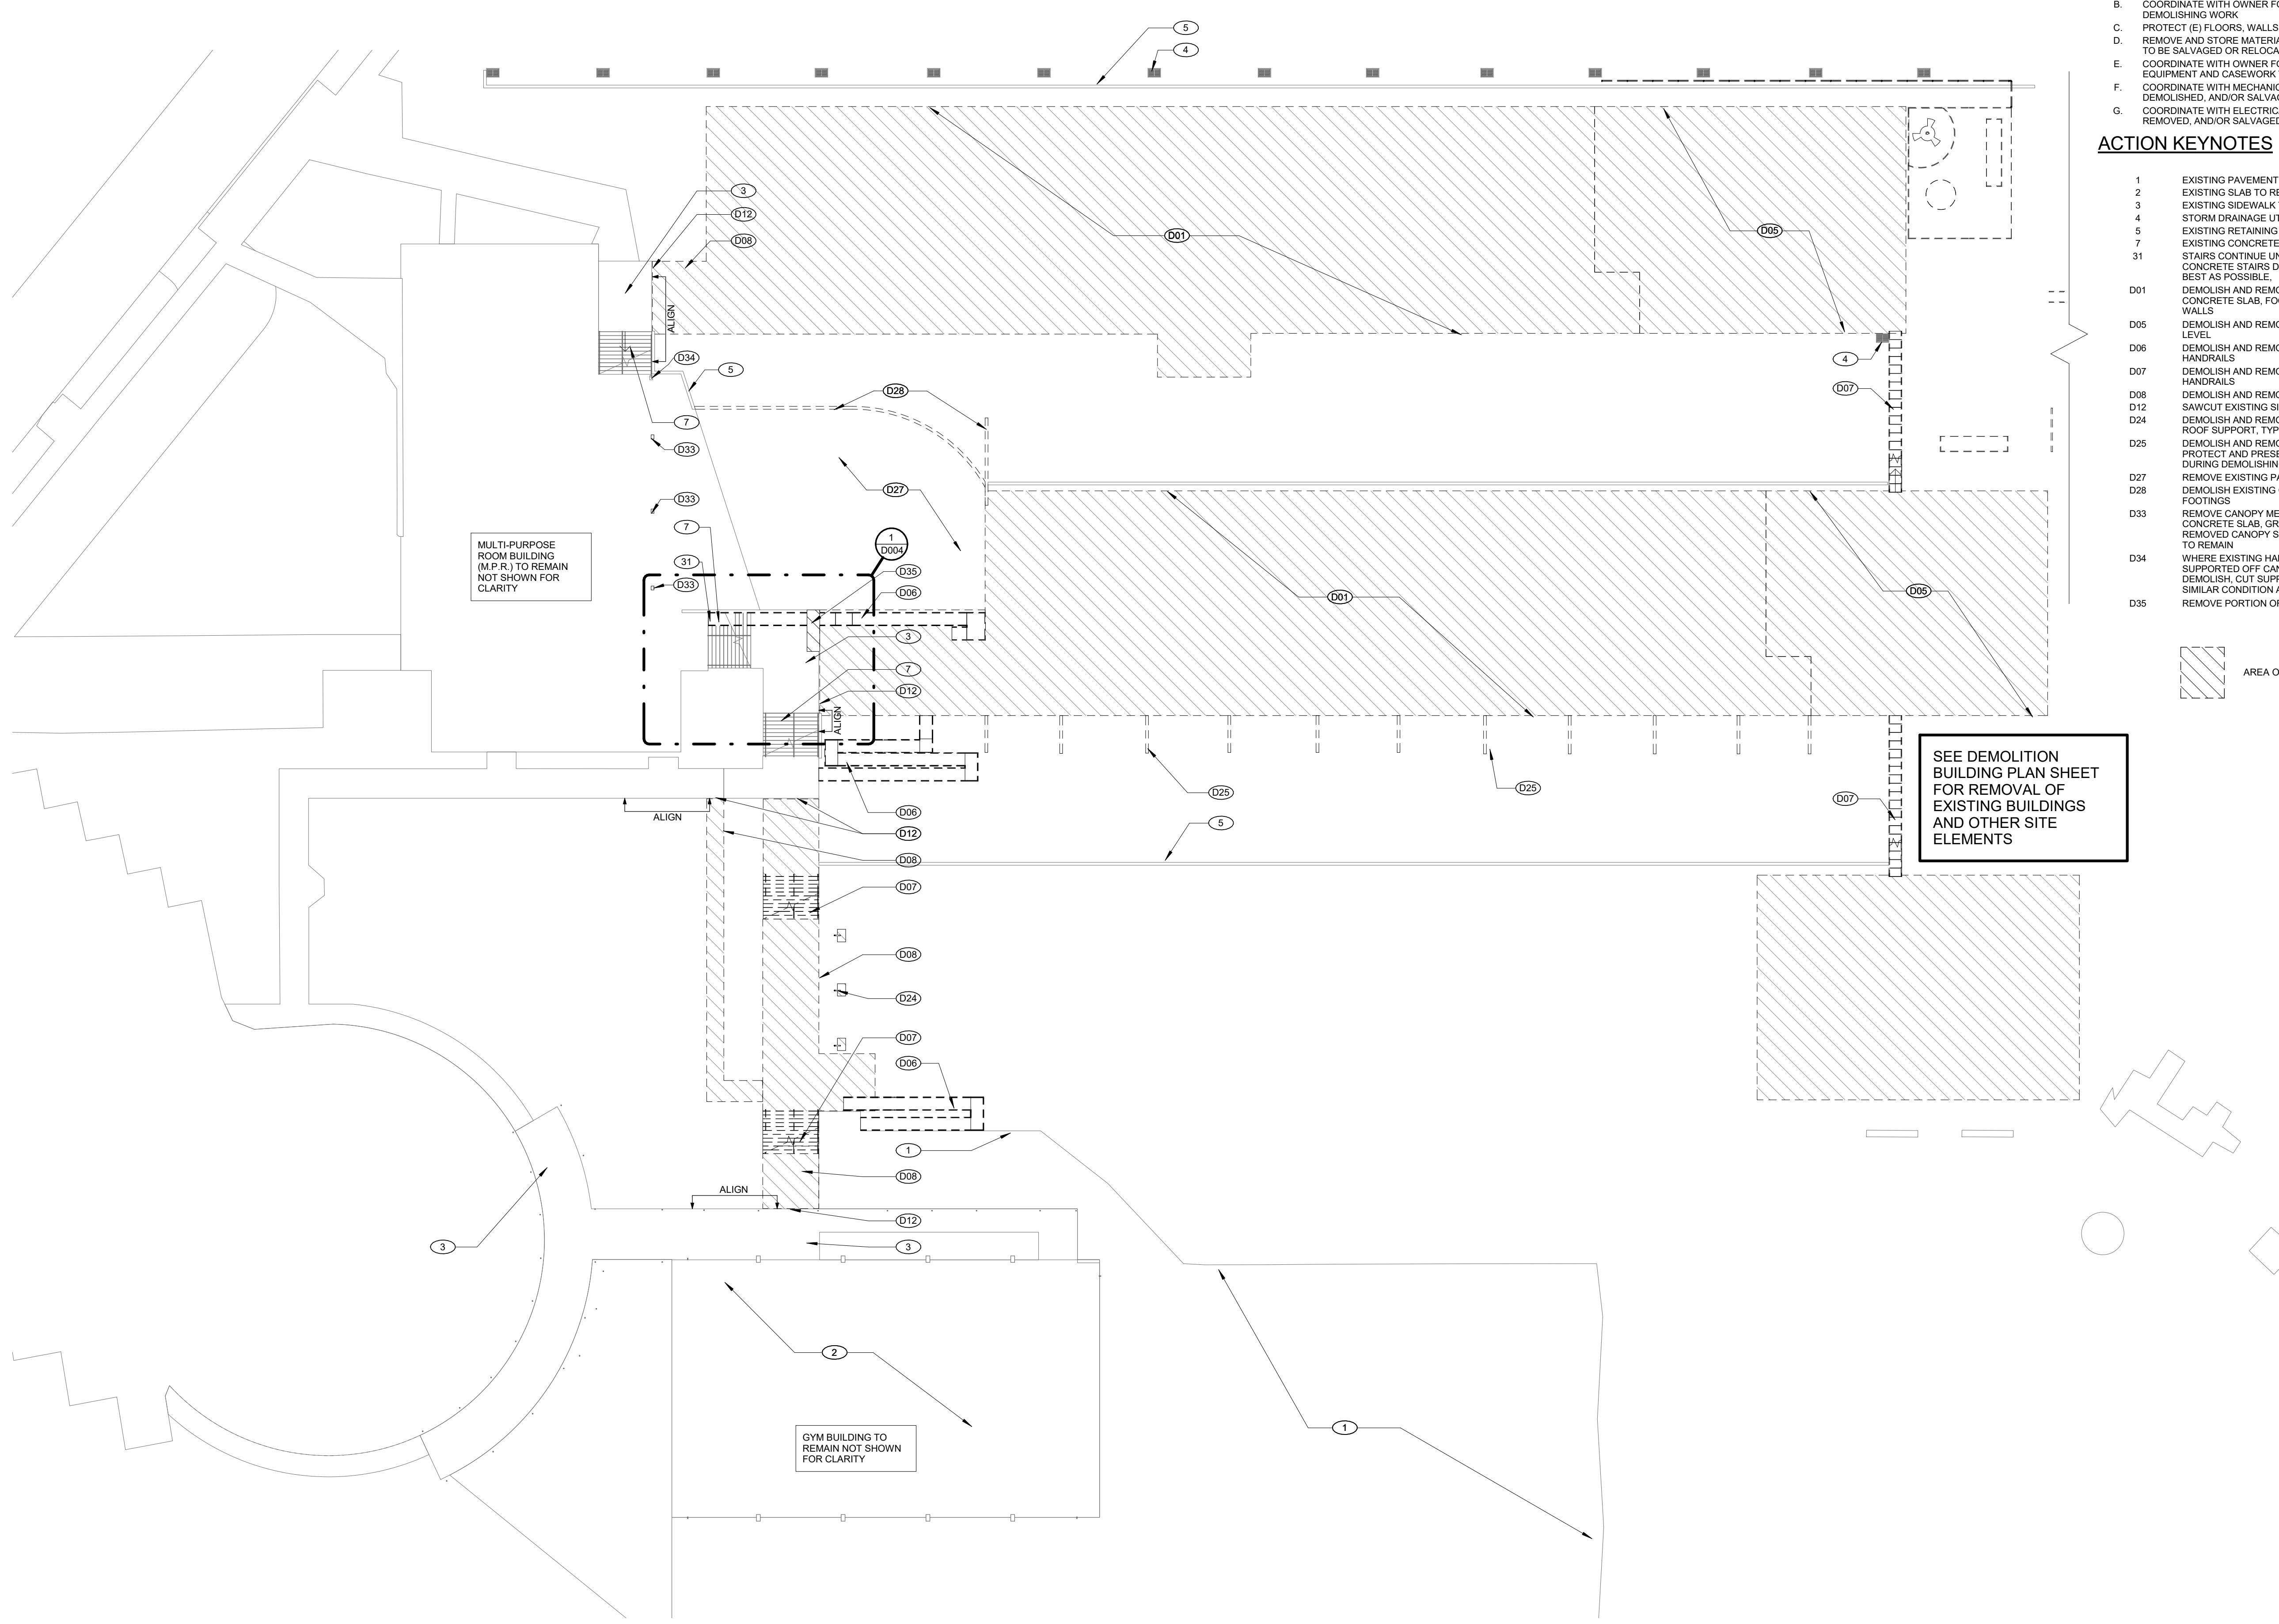 B. COORDINATE WITH OWNER FO
DEMOLISHING WORK
C. PROTECT (E) FLOORS, WALLS
D. REMOVE AND STORE MATERIA
TO BE SALVAGED OR RELOCA
E. COORDINATE WITH OWNER FO
EQUIPMENT AND CASEWORK
F. COORDINATE WITH MECHANIC
DEMOLISHED, AND/OR SALVAG
G. COORDINATE WITH ELECTRIC
REMOVED, AND/OR SALVAGED
ACTION KEYNOTES
1 EXISTING PAVEMENT
2 EXISTING SLAB TO RE
3 EXISTING SIDEWALK
4 STORM DRAINAGE UT
5 EXISTING RETAINING
7 EXISTING CONCRETE
31 STAIRS CONTINUE UN
CONCRETE STAIRS D
BEST AS POSSIBLE,
D01 DEMOLISH AND REMO
CONCRETE SLAB, FOO
WALLS
D05 DEMOLISH AND REMO
LEVEL
D06 DEMOLISH AND REMO
HANDRAILS
D07 DEMOLISH AND REMO
HANDRAILS
D08 DEMOLISH AND REMO
D12 SAWCUT EXISTING SI
D24 DEMOLISH AND REMO
ROOF SUPPORT, TYP
D25 DEMOLISH AND REMO
PROTECT AND PRESE
DURING DEMOLISHIN
D27 REMOVE EXISTING PA
D28 DEMOLISH EXISTING
FOOTINGS
D33 REMOVE CANOPY ME
CONCRETE SLAB, GR
REMOVED CANOPY S
TO REMAIN
D34 WHERE EXISTING HA
SUPPORTED OFF CAN
DEMOLISH, CUT SUPP
SIMILAR CONDITION A
D35 REMOVE PORTION OF
AREA O
5
4
3
D12
D08
D01
D05
ALIGN
D34
5
4
D07
D28
7
D33
D27
D33
7
1
D004
MULTI-PURPOSE
ROOM BUILDING
(M.P.R.) TO REMAIN
NOT SHOWN FOR
CLARITY
31
D35
D33
D06
D01
D05
3
7
D12
ALIGN
SEE DEMOLITION
BUILDING PLAN SHEET
FOR REMOVAL OF
EXISTING BUILDINGS
AND OTHER SITE
ELEMENTS
D25
D25
D07
ALIGN
D06
5
D12
D08
D07
D08
D24
D07
D06
1
D08
ALIGN
D12
3
3
2
1
GYM BUILDING TO
REMAIN NOT SHOWN
FOR CLARITY